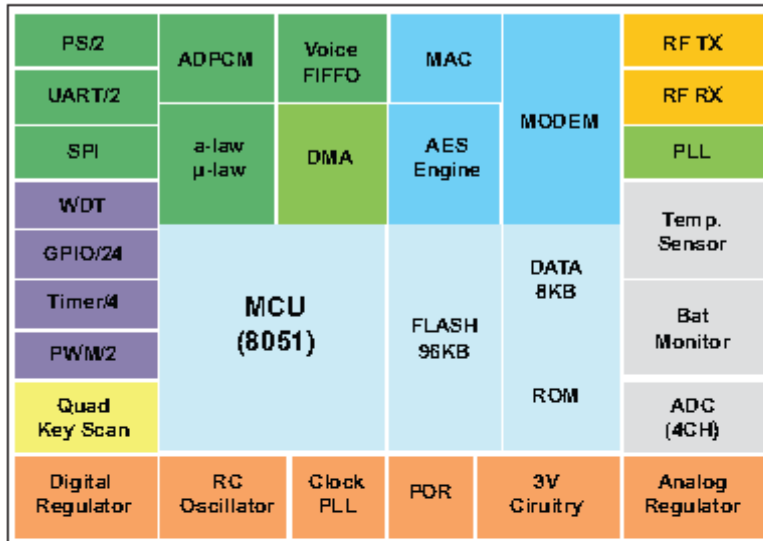 PS/2
UART/2
SPI
WDT
GPIO/24
Timer/4
PWM/2
Quad
Key Scan
ADPCM
a-law
µ-law
Voice
FIFFO
DMA
MAC
AES
Engine
MODEM
MCU
(8051)
FLASH
96KB
DATA
8KB
ROM
RF TX
RF RX
PLL
Temp.
Sensor
Bat
Monitor
ADC
(4CH)
Digital
Regulator
RC
Oscillator
Clock
PLL
POR
3V
Ciruitry
Analog
Regulator